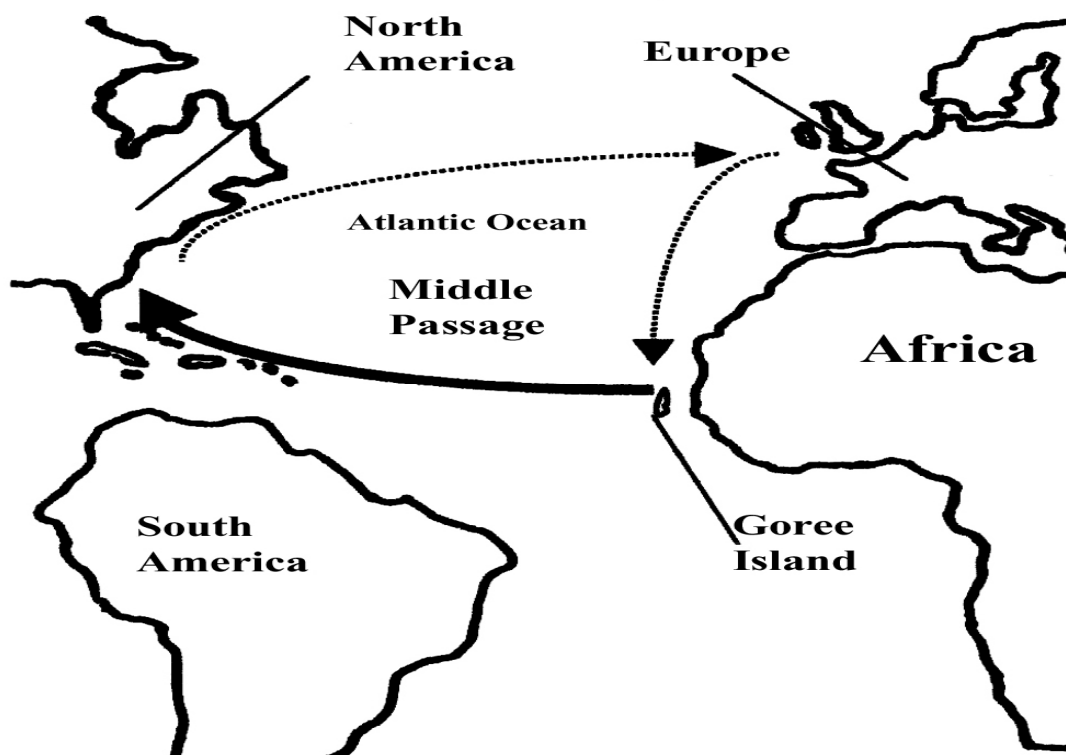 North
America
Europe
Atlantic Ocean
Middle
Passage
Africa
South
America
Goree
Island